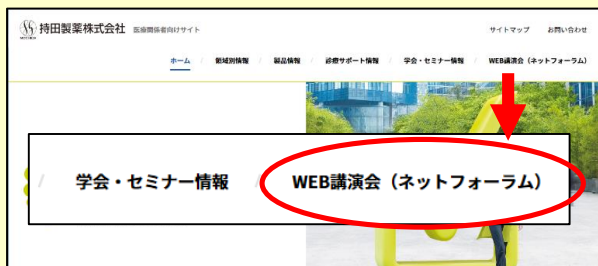 持田製薬株式会社 医療関係者向けサイト
サイトマップ お問い合わせ
ホーム / 領域別情報 / 製品情報 / 診療サポート情報 / 学会・セミナー情報 / WEB講演会（ネットフォーラム）
/ 学会・セミナー情報 / WEB講演会（ネットフォーラム）